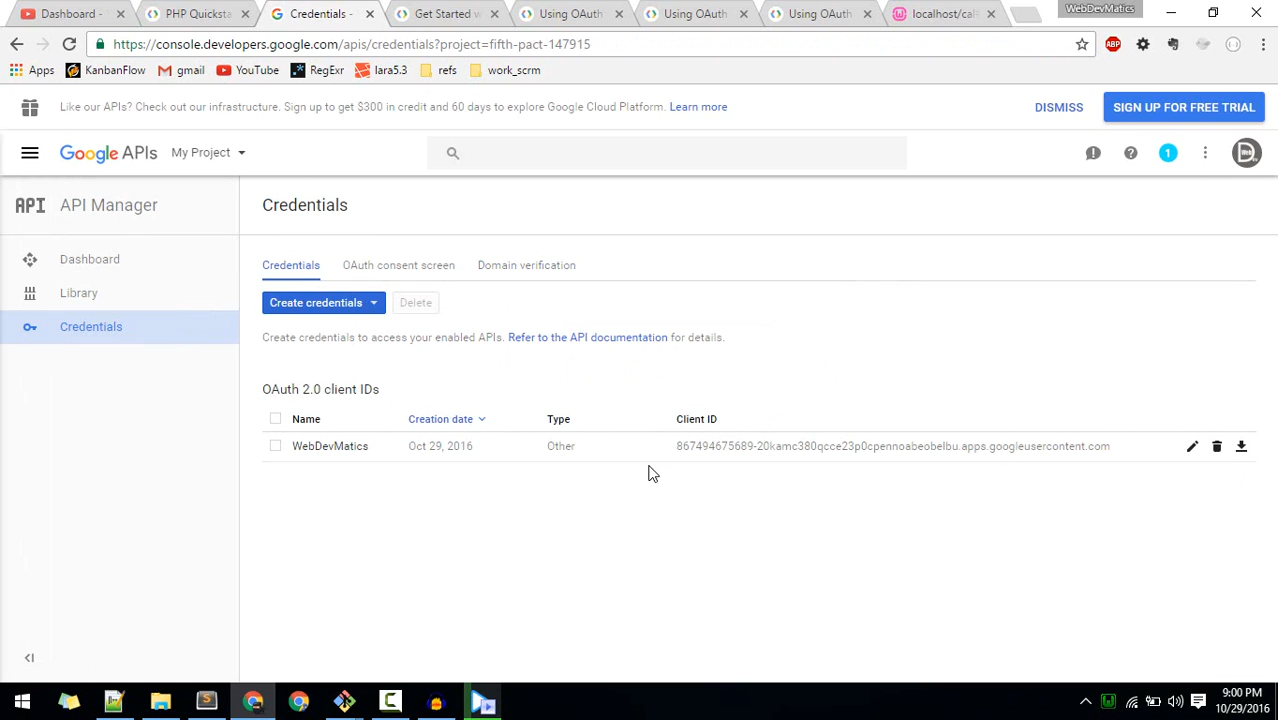 WebDevMatics
Dashboard -
PHP Quicksta
Credentials -
Get Started w
Using OAuth
Using OAuth
Using OAuth
localhost/cal
https://console.developers.google.com/apis/credentials?project=fifth-pact-147915
ABP
Apps
KanbanFlow
gmail
YouTube
RegExr
lara5.3
refs
work_scrm
Like our APIs? Check out our infrastructure. Sign up to get $300 in credit and 60 days to explore Google Cloud Platform. Learn more
DISMISS
SIGN UP FOR FREE TRIAL
Google APIs
My Project
1
API
API Manager
Credentials
Dashboard
Library
Credentials
Credentials
OAuth consent screen
Domain verification
Create credentials
Delete
Create credentials to access your enabled APIs. Refer to the API documentation for details.
OAuth 2.0 client IDs
Name
Creation date
Type
Client ID
WebDevMatics
Oct 29, 2016
Other
867494675689-20kamc380qcce23p0cpennoabeobelbu.apps.googleusercontent.com
9:00 PM
10/29/2016